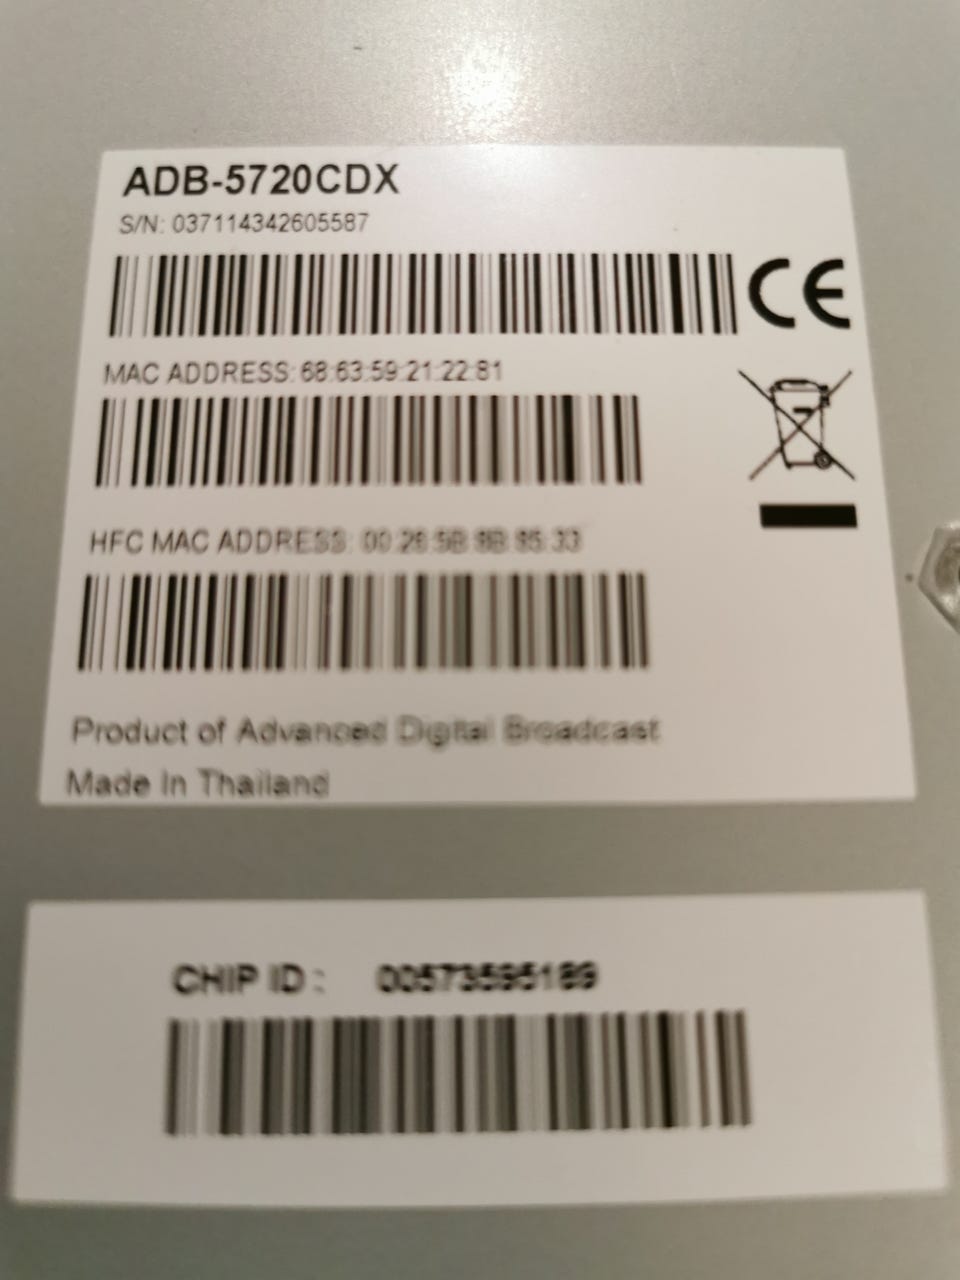 ADB-5720CDX
S/N: 037114342605587
CE
MAC ADDRESS: 68:63:59:21:22:81
HFC MAC ADDRESS:
Product of Advanced Digital Broadcast
Made In Thailand
CHIP ID : 00573595189